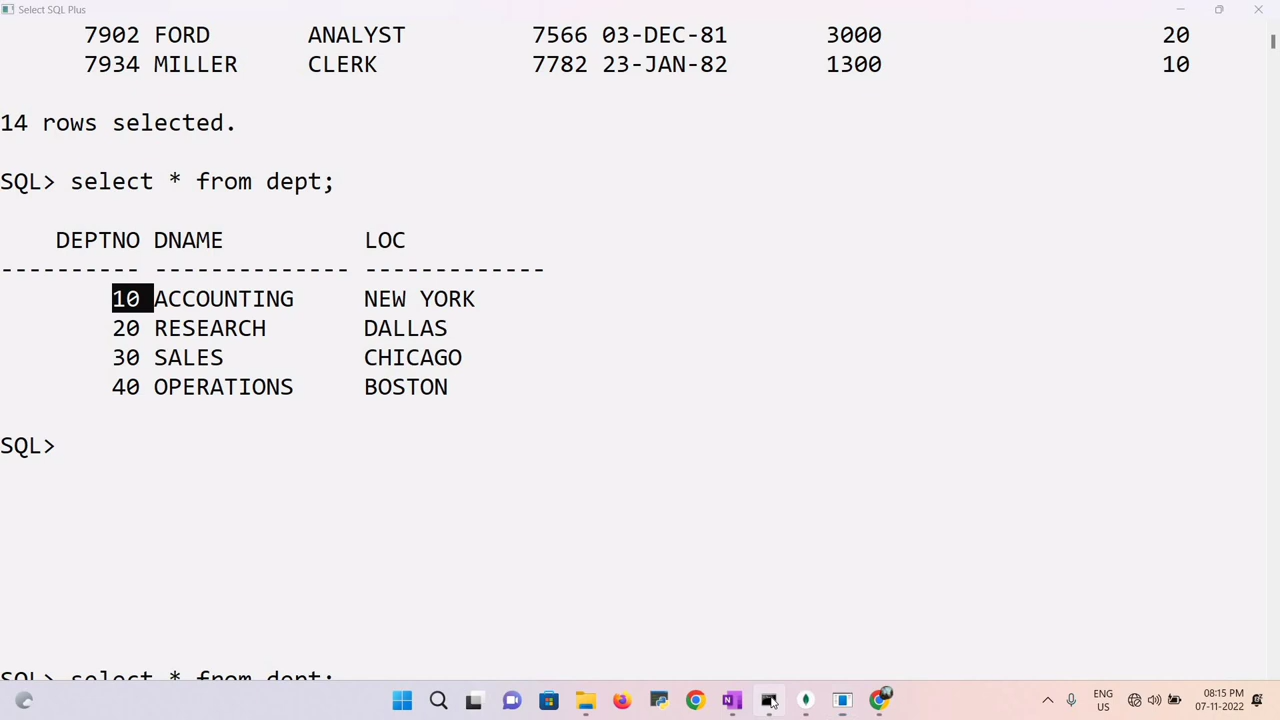 Select SQL Plus
7902 FORD ANALYST 7566 03-DEC-81 3000 20
7934 MILLER CLERK 7782 23-JAN-82 1300 10
14 rows selected.
SQL> select * from dept;
DEPTNO DNAME LOC
---------- -------------- -------------
10 ACCOUNTING NEW YORK
20 RESEARCH DALLAS
30 SALES CHICAGO
40 OPERATIONS BOSTON
SQL>
SQL> select * from dept;
ENG
US
08:15 PM
07-11-2022